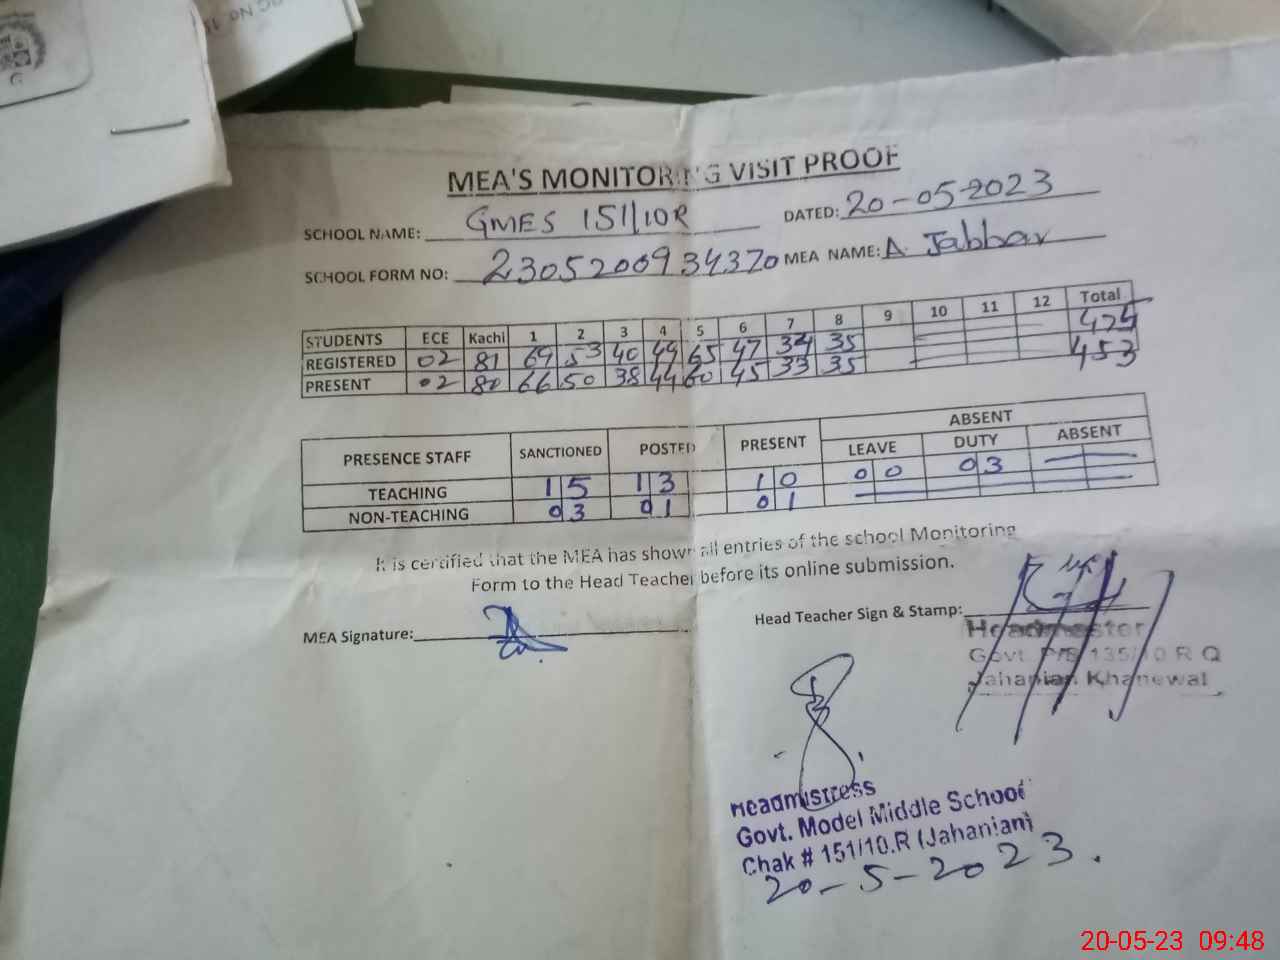 MEA'S MONITORING VISIT PROOF
SCHOOL NAME: GMES 151/10R DATED: 20-05-2023
SCHOOL FORM NO: 2305200934370 MEA NAME: A. Jabbar
STUDENTS ECE Kachi 1 2 3 4 5 6 7 8 9 10 11 12 Total
REGISTERED 02 81 69 53 40 49 65 47 34 35 475
PRESENT 02 80 66 50 38 44 60 45 33 35 453
PRESENCE STAFF SANCTIONED POSTED PRESENT ABSENT
LEAVE DUTY ABSENT
TEACHING 15 13 10 00 03
NON-TEACHING 03 01 01
It is certified that the MEA has shown all entries of the school Monitoring
Form to the Head Teacher before its online submission.
MEA Signature: Head Teacher Sign & Stamp:
Headmaster
Govt. P/S 135/10 R Q
Jahanian Khanewal
Headmistress
Govt. Model Middle School
Chak # 151/10.R (Jahanian)
20-5-2023.
20-05-23 09:48